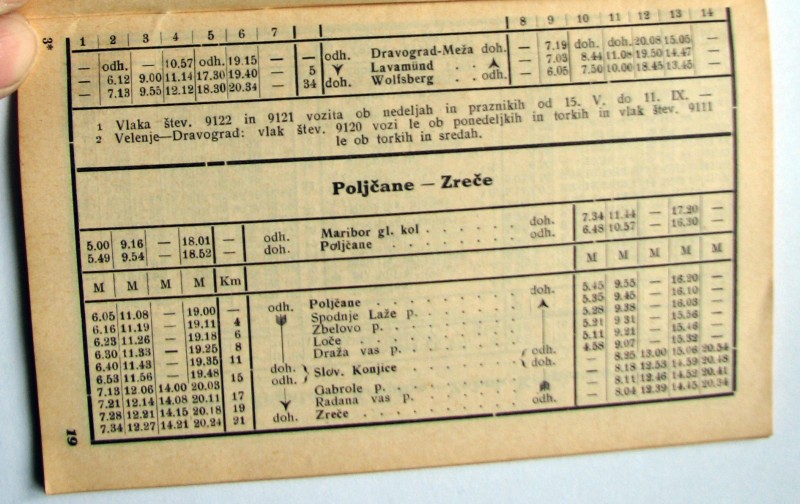 3*
1 2 3 4 5 6 7 8 9 10 11 12 13 14
— odh. — 10.57 odh. 19.15 — — odh. Dravograd-Meža doh. — 7.19 doh. doh. 20.08 15.05 —
— 6.12 9.00 11.14 17.30 19.40 — 5 Lavamünd . . — 7.03 8.44 11.08 19.50 14.47 —
— 7.13 9.55 12.12 18.30 20.34 — 34 doh. Wolfsberg . . odh. — 6.05 7.50 10.00 18.45 13.45 —
1 Vlaka štev. 9122 in 9121 vozita ob nedeljah in praznikih od 15. V. do 11. IX. —
2 Velenje—Dravograd: vlak štev. 9120 vozi le ob ponedeljkih in torkih in vlak štev. 9111
le ob torkih in sredah.
Poljčane — Zreče
5.00 9.16 — 18.01 — odh. Maribor gl. kol . . . . . doh. 7.34 11.44 — 17.20 —
5.49 9.54 — 18.52 — doh. Poljčane . . . . . . . odh. 6.48 10.57 — 16.30 —
M M M M Km M M M M M
6.05 11.08 — 19.00 — odh. Poljčane . . . . . . . doh. 5.45 9.55 — 16.20 —
6.16 11.19 — 19.11 4 Spodnje Laže p. 5.35 9.45 — 16.10 —
6.23 11.26 — 19.18 6 Zbelovo p. 5.28 9.38 — 16.03 —
6.30 11.33 — 19.25 8 Loče 5.21 9 31 — 15.56 —
6.40 11.43 — 19.35 11 Draža vas p. 5.11 9.21 — 15.46 —
6.53 11.56 — 19.48 15 doh. Slov. Konjice odh. 4.58 9.07 — 15.32 —
7.13 12.06 14.00 20.03 odh. doh. — 8.25 13.00 15.06 20.54
7.21 12.14 14.08 20.11 17 Gabrole p. — 8.18 12.53 14.59 20.48
7.28 12.21 14.15 20.18 19 Radana vas p. — 8.11 12.46 14.52 20.41
7.34 12.27 14.21 20.24 21 doh. Zreče odh. — 8.04 12.39 14.45 20.34
19